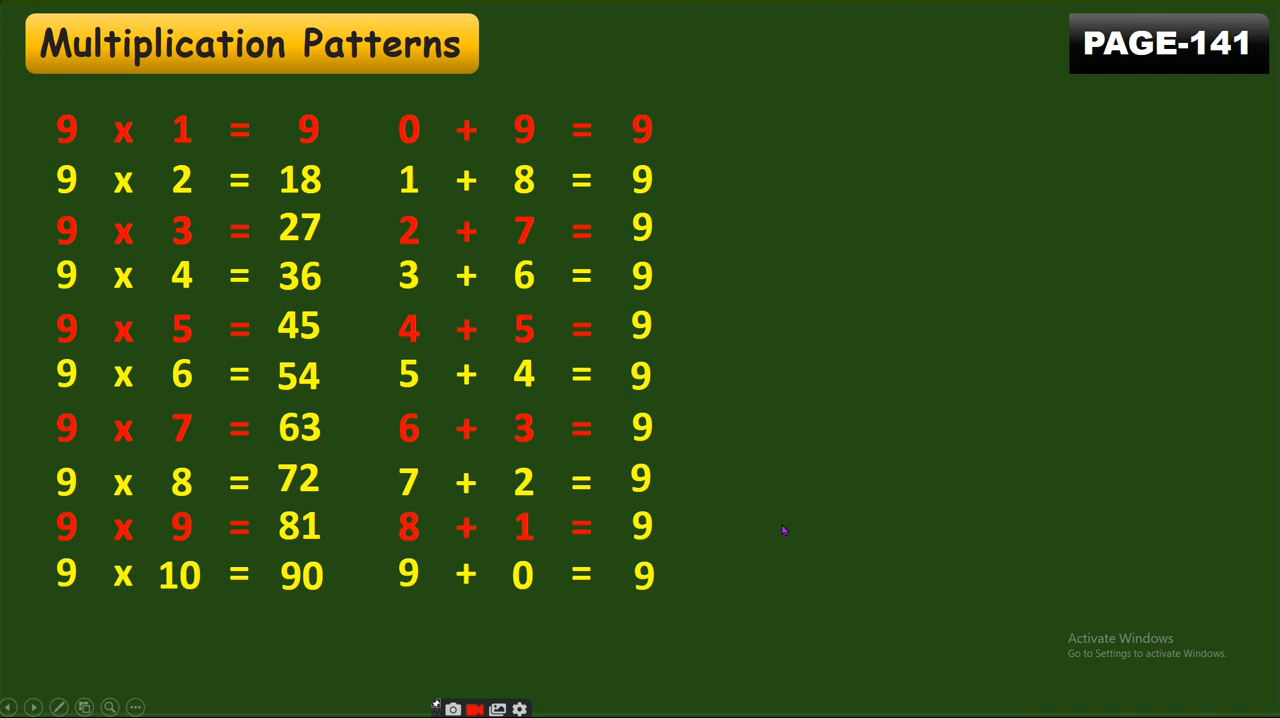 Multiplication Patterns
PAGE-141
9 x 1 = 9 0 + 9 = 9
9 x 2 = 18 1 + 8 = 9
9 x 3 = 27 2 + 7 = 9
9 x 4 = 36 3 + 6 = 9
9 x 5 = 45 4 + 5 = 9
9 x 6 = 54 5 + 4 = 9
9 x 7 = 63 6 + 3 = 9
9 x 8 = 72 7 + 2 = 9
9 x 9 = 81 8 + 1 = 9
9 x 10 = 90 9 + 0 = 9
Activate Windows
Go to Settings to activate Windows.